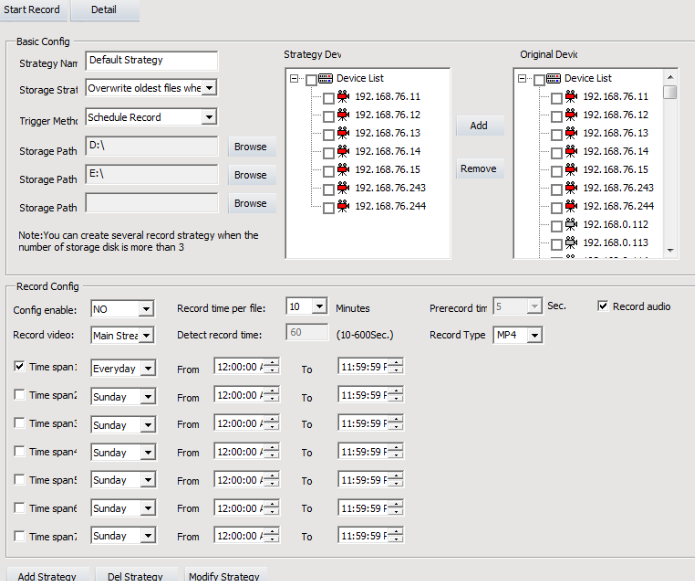 Start Record Detail
Basic Config
Strategy Nam Default Strategy
Storage Strat Overwrite oldest files whe
Trigger Metho Schedule Record
Storage Path D:\ Browse
Storage Path E:\ Browse
Storage Path Browse
Note:You can create several record strategy when the
number of storage disk is more than 3
Strategy Dev
Device List
192.168.76.11
192.168.76.12
192.168.76.13
192.168.76.14
192.168.76.15
192.168.76.243
192.168.76.244
Add
Remove
Original Devic
Device List
192.168.76.11
192.168.76.12
192.168.76.13
192.168.76.14
192.168.76.15
192.168.76.243
192.168.76.244
192.168.0.112
192.168.0.113
Record Config
Config enable: NO Record time per file: 10 Minutes Prerecord tim 5 Sec. Record audio
Record video: Main Strea Detect record time: 60 (10-600Sec.) Record Type MP4
Time span1 Everyday From 12:00:00 A To 11:59:59 P
Time span2 Sunday From 12:00:00 A To 11:59:59 P
Time span3 Sunday From 12:00:00 A To 11:59:59 P
Time span4 Sunday From 12:00:00 A To 11:59:59 P
Time span5 Sunday From 12:00:00 A To 11:59:59 P
Time span6 Sunday From 12:00:00 A To 11:59:59 P
Time span7 Sunday From 12:00:00 A To 11:59:59 P
Add Strategy Del Strategy Modify Strategy